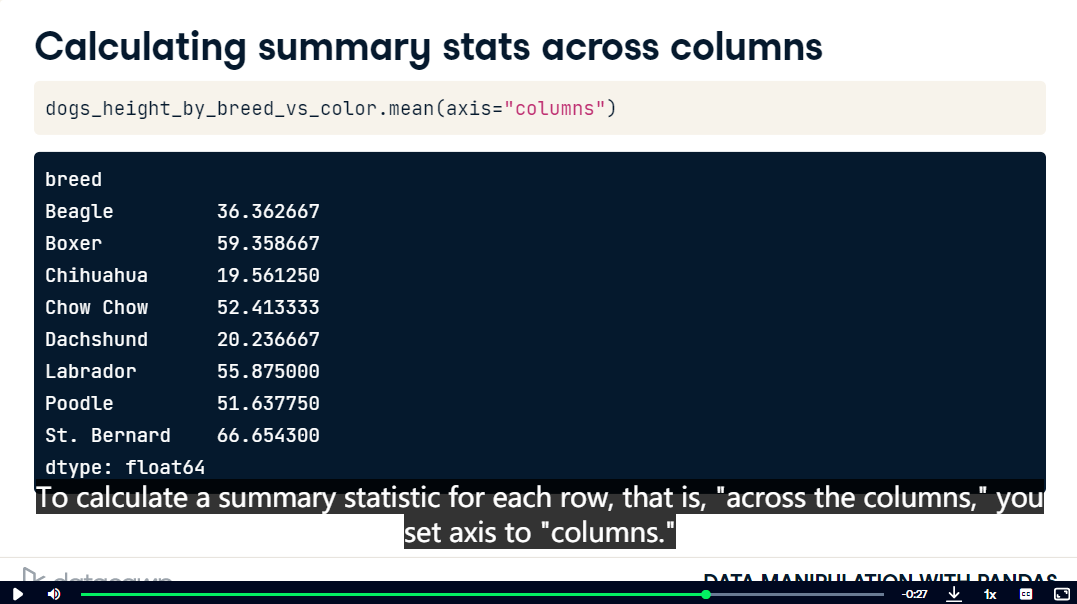 Calculating summary stats across columns
dogs_height_by_breed_vs_color.mean(axis="columns")
breed
Beagle 36.362667
Boxer 59.358667
Chihuahua 19.561250
Chow Chow 52.413333
Dachshund 20.236667
Labrador 55.875000
Poodle 51.637750
St. Bernard 66.654300
dtype: float64
To calculate a summary statistic for each row, that is, "across the columns," you
set axis to "columns."
datacamp
DATA MANIPULATION WITH PANDAS
-0:27
1x
CC